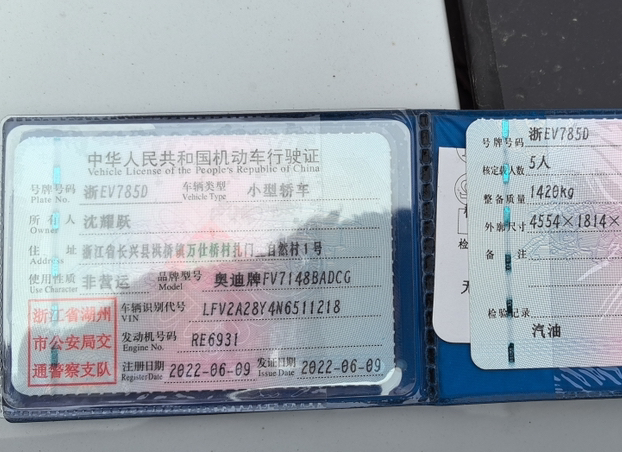 中华人民共和国机动车行驶证
Vehicle License of the People's Republic of China
号牌号码 浙EV785D 车辆类型 小型轿车
Plate No. Vehicle Type
所有人 沈耀跃
Owner
住址 浙江省长兴县 桥镇万仕桥村扎门 自然村1号
Address
使用性质 非营运 品牌型号 奥迪牌FV7148BADCG
Use Character Model
浙江省湖州
市公安局交
通警察支队
车辆识别代号 LFV2A28Y4N6511218
VIN
发动机号码 RE6931
Engine No.
注册日期 2022-06-09 发证日期 2022-06-09
Register Date Issue Date
号牌号码 浙EV785D
核定载人数 5人
整备质量 1420kg
外廓尺寸 4554×1814×
备注
检验记录
汽油
检